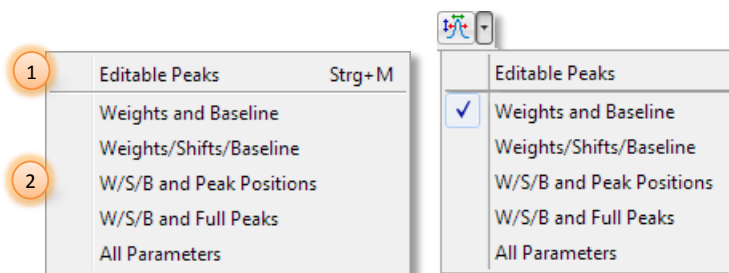 1
Editable Peaks Strg+M
Weights and Baseline
Weights/Shifts/Baseline
2
W/S/B and Peak Positions
W/S/B and Full Peaks
All Parameters
Editable Peaks
Weights and Baseline
Weights/Shifts/Baseline
W/S/B and Peak Positions
W/S/B and Full Peaks
All Parameters